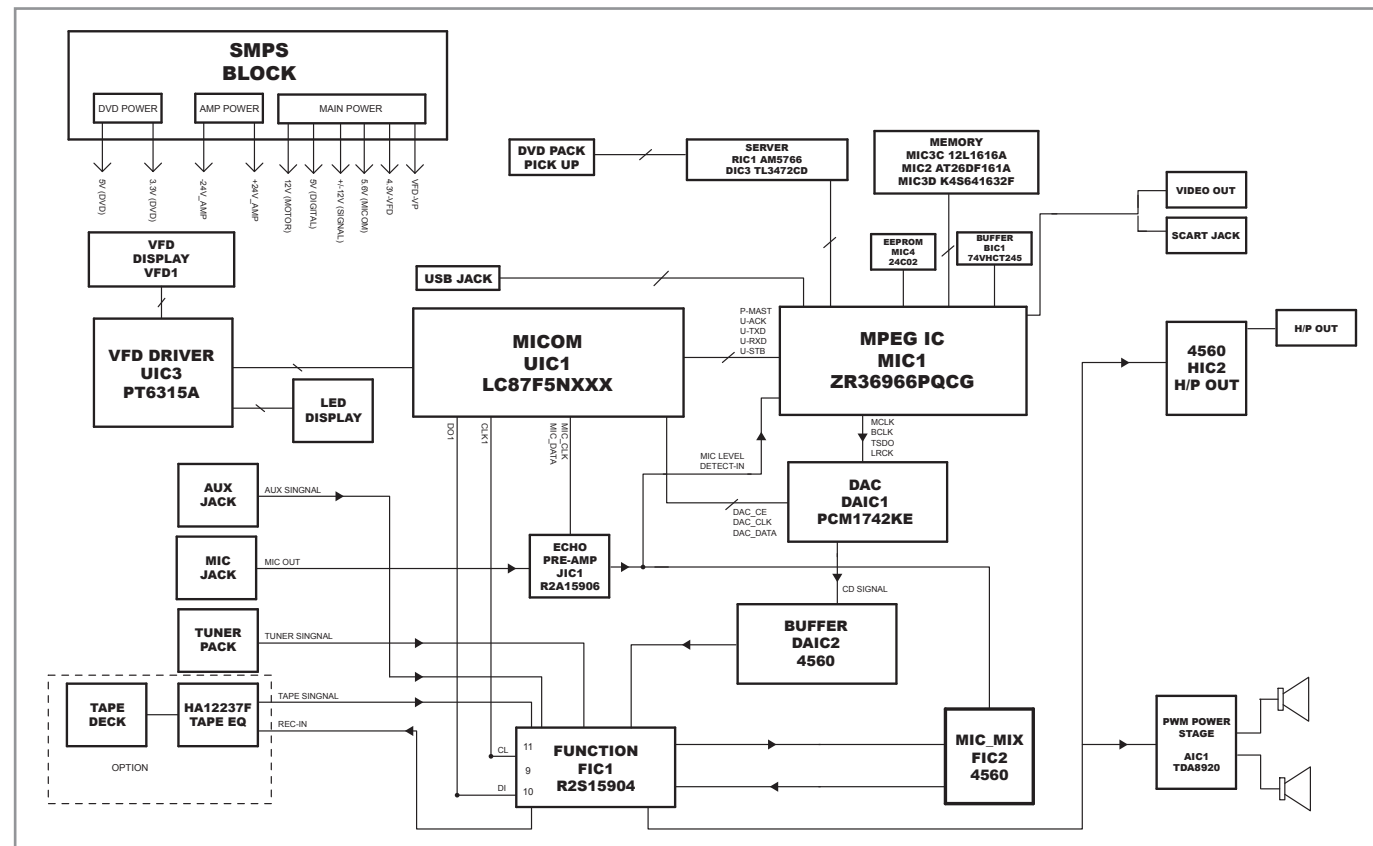 SMPS
BLOCK
DVD POWER
AMP POWER
MAIN POWER
5V (DVD)
3.3V (DVD)
-24V_AMP
+24V_AMP
12V (MOTOR)
5V (DIGITAL)
+/-12V (SIGNAL)
5.6V (MICOM)
4.3V-VFD
VFD-VP
DVD PACK
PICK UP
SERVER
RIC1 AM5766
DIC3 TL3472CD
MEMORY
MIC3C 12L1616A
MIC2 AT26DF161A
MIC3D K4S641632F
VIDEO OUT
SCART JACK
EEPROM
MIC4
24C02
BUFFER
BIC1
74VHCT245
VFD
DISPLAY
VFD1
USB JACK
VFD DRIVER
UIC3
PT6315A
LED
DISPLAY
MICOM
UIC1
LC87F5NXXX
P-MAST
U-ACK
U-TXD
U-RXD
U-STB
MPEG IC
MIC1
ZR36966PQCG
4560
HIC2
H/P OUT
H/P OUT
DO1
CLK1
MIC_CLK
MIC_DATA
MCLK
BCLK
TSDO
LRCK
MIC LEVEL
DETECT-IN
DAC
DAIC1
PCM1742KE
DAC_CE
DAC_CLK
DAC_DATA
AUX
JACK
AUX SINGNAL
MIC
JACK
MIC OUT
ECHO
PRE-AMP
JIC1
R2A15906
CD SIGNAL
TUNER
PACK
TUNER SINGNAL
BUFFER
DAIC2
4560
TAPE
DECK
HA12237F
TAPE EQ
TAPE SINGNAL
REC-IN
OPTION
CL
DI
11
9
10
FUNCTION
FIC1
R2S15904
MIC_MIX
FIC2
4560
PWM POWER
STAGE
AIC1
TDA8920